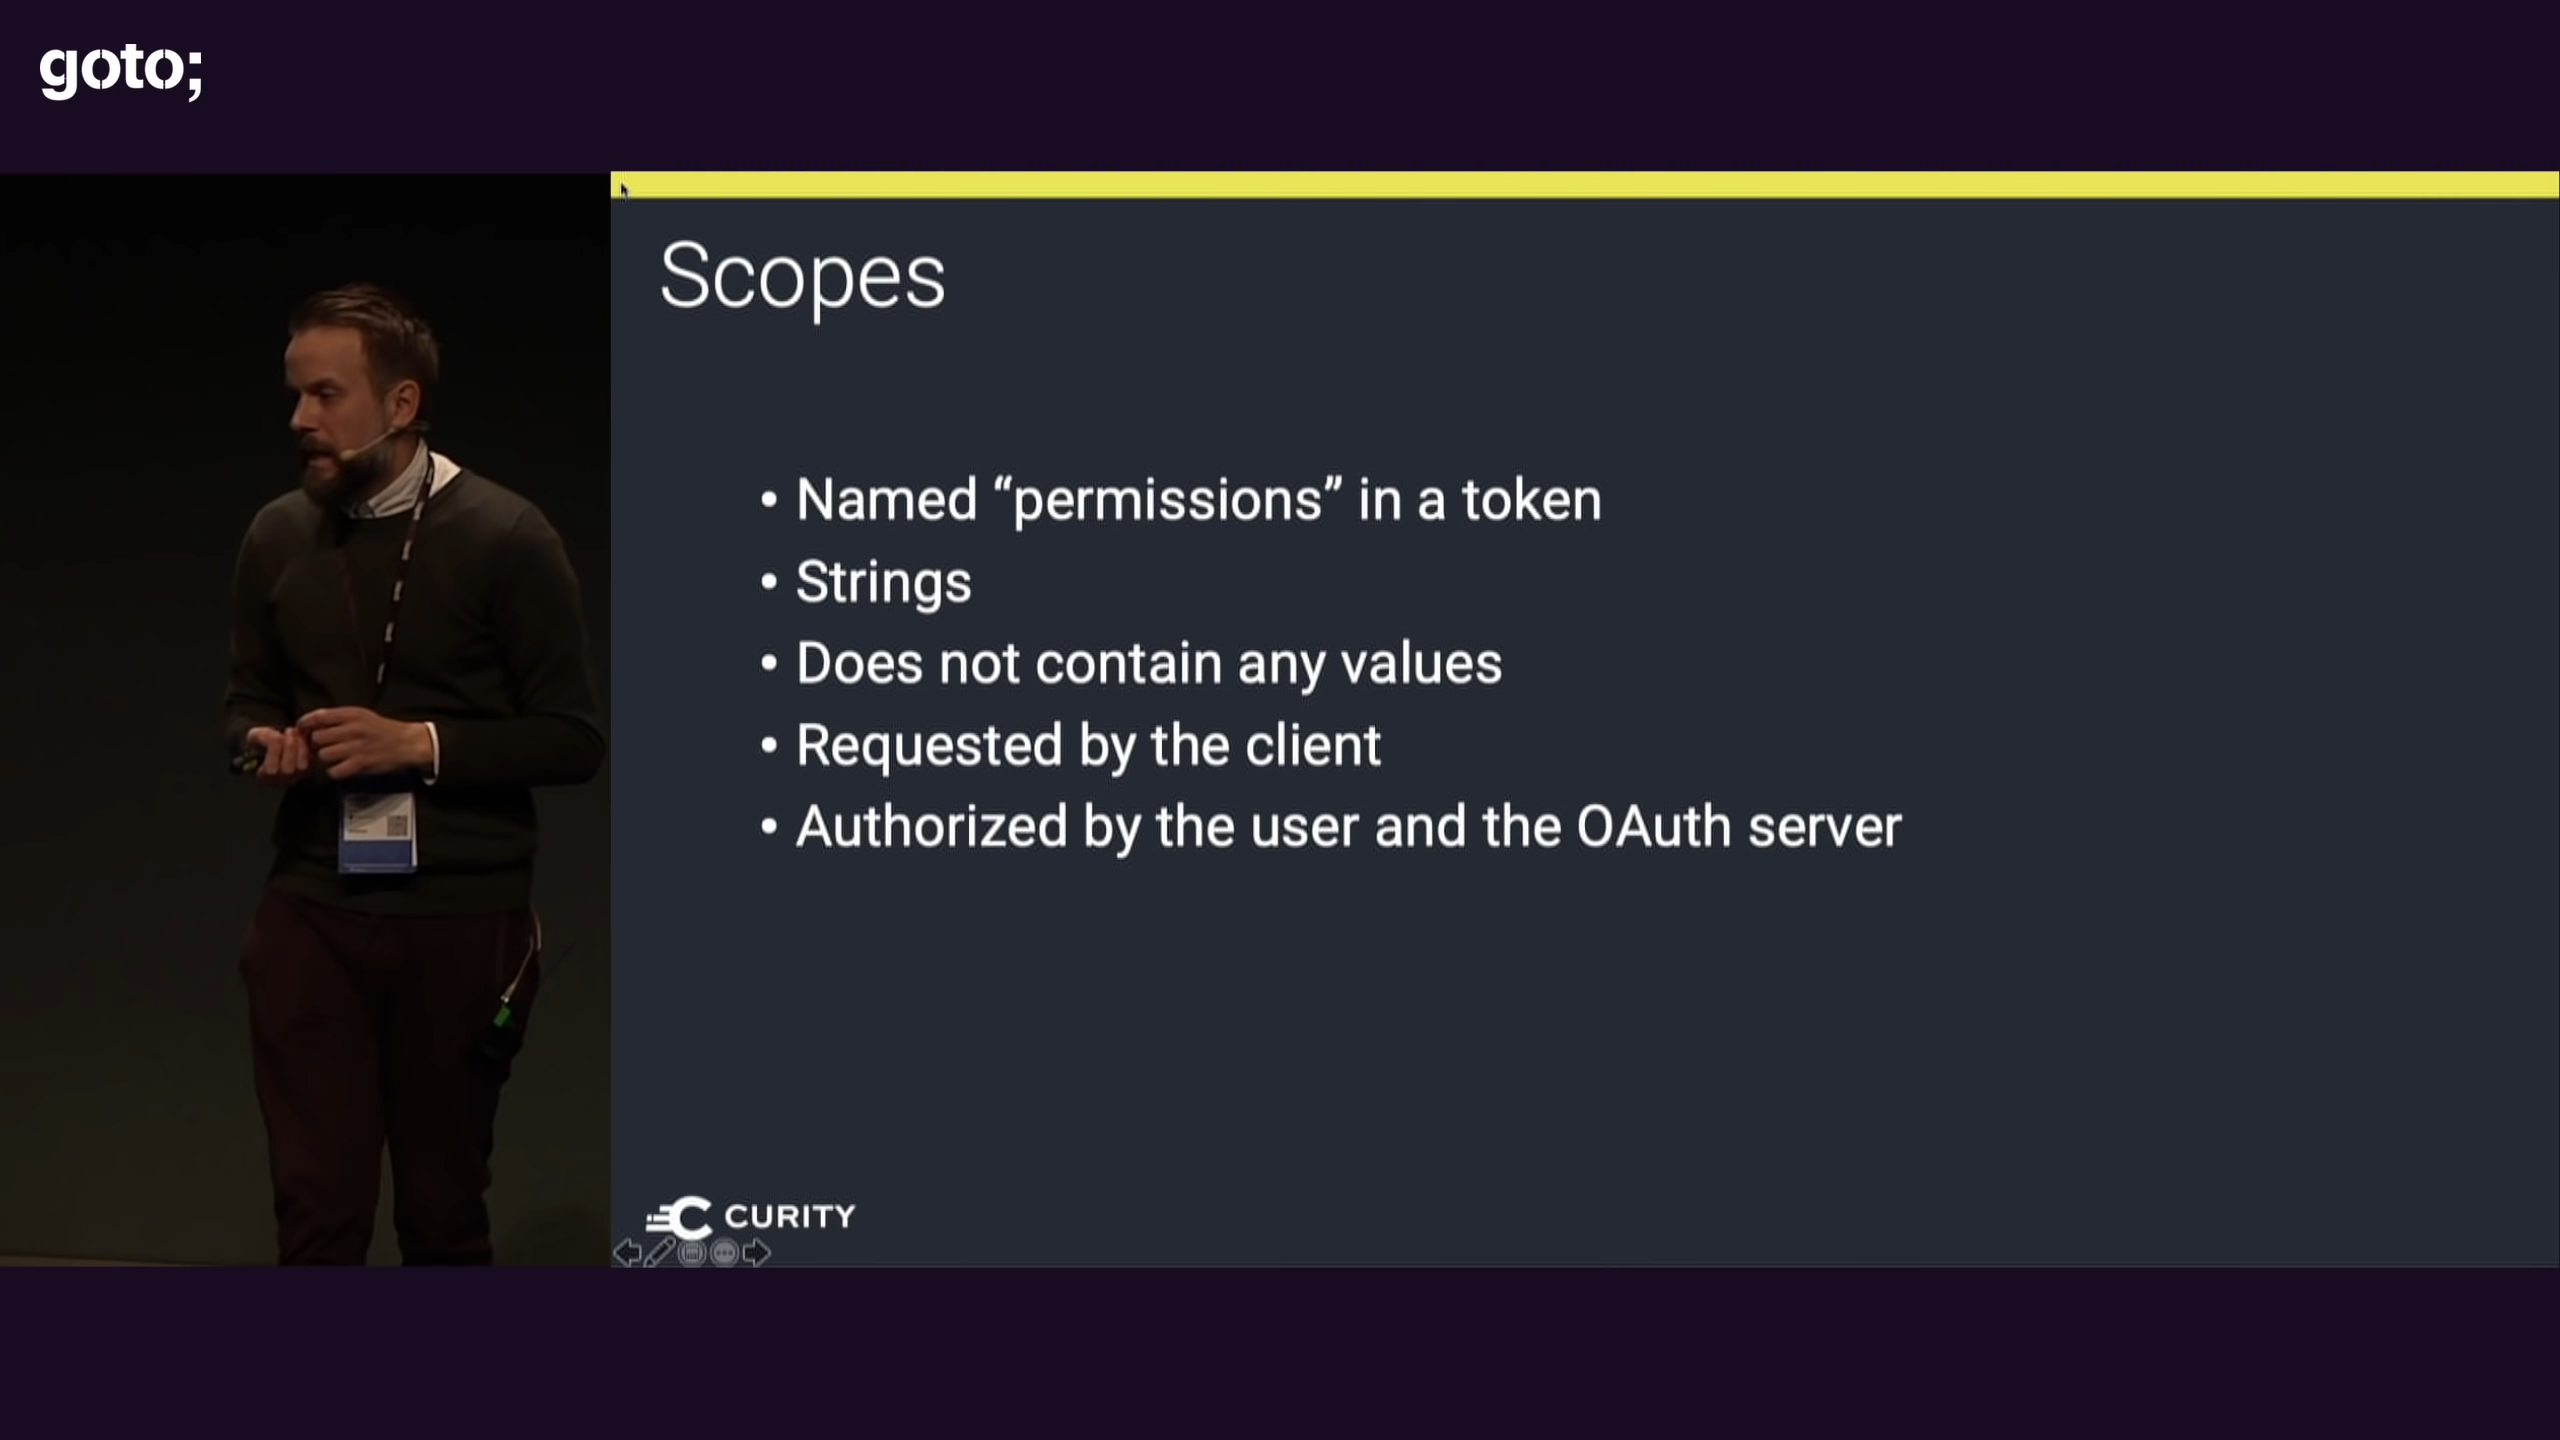 goto;
Scopes
• Named “permissions” in a token
• Strings
• Does not contain any values
• Requested by the client
• Authorized by the user and the OAuth server
CURITY